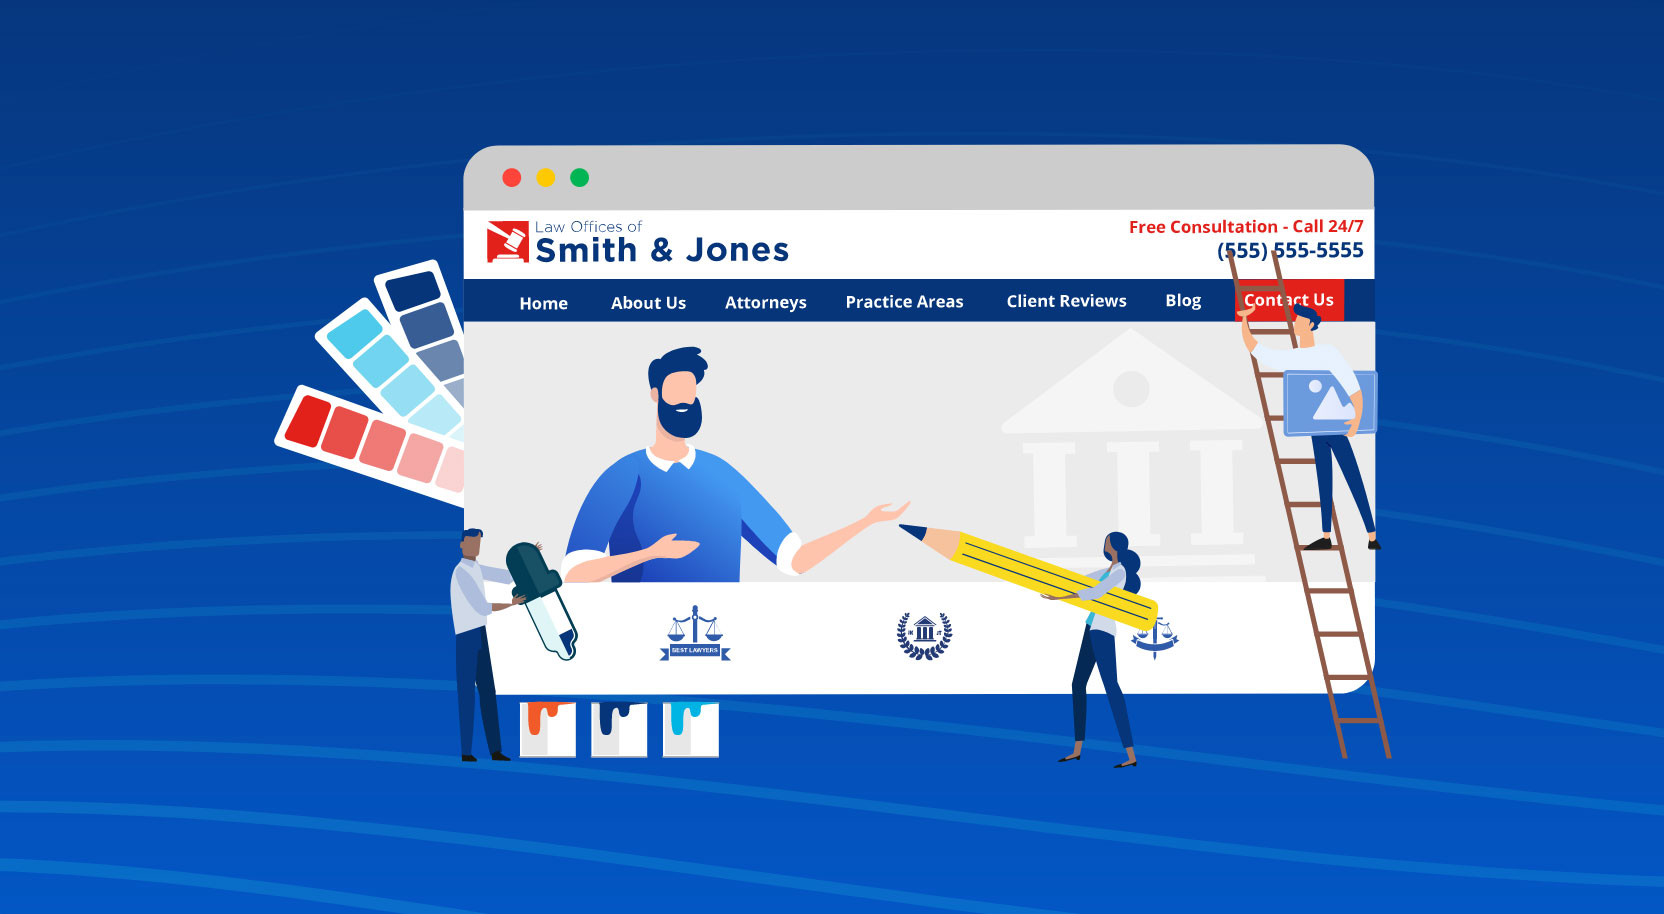 Law Offices of
Smith & Jones
Free Consultation - Call 24/7
(555) 555-5555
Home About Us Attorneys Practice Areas Client Reviews Blog Contact Us
BEST LAWYERS